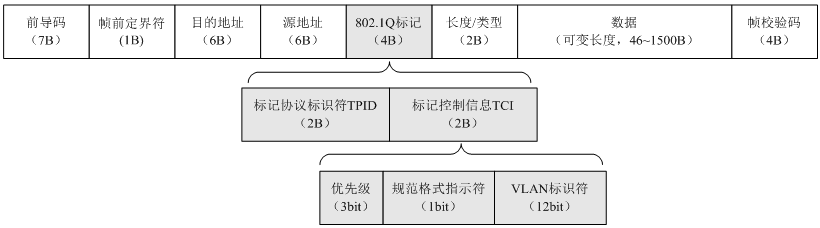 前导码 帧前定界符 目的地址 源地址 802.1Q标记 长度/类型 数据 帧校验码
（7B） (1B) （6B） （6B） （4B） （2B） （可变长度，46~1500B） （4B）
标记协议标识符TPID 标记控制信息TCI
（2B） （2B）
优先级 规范格式指示符 VLAN标识符
（3bit） （1bit） （12bit）